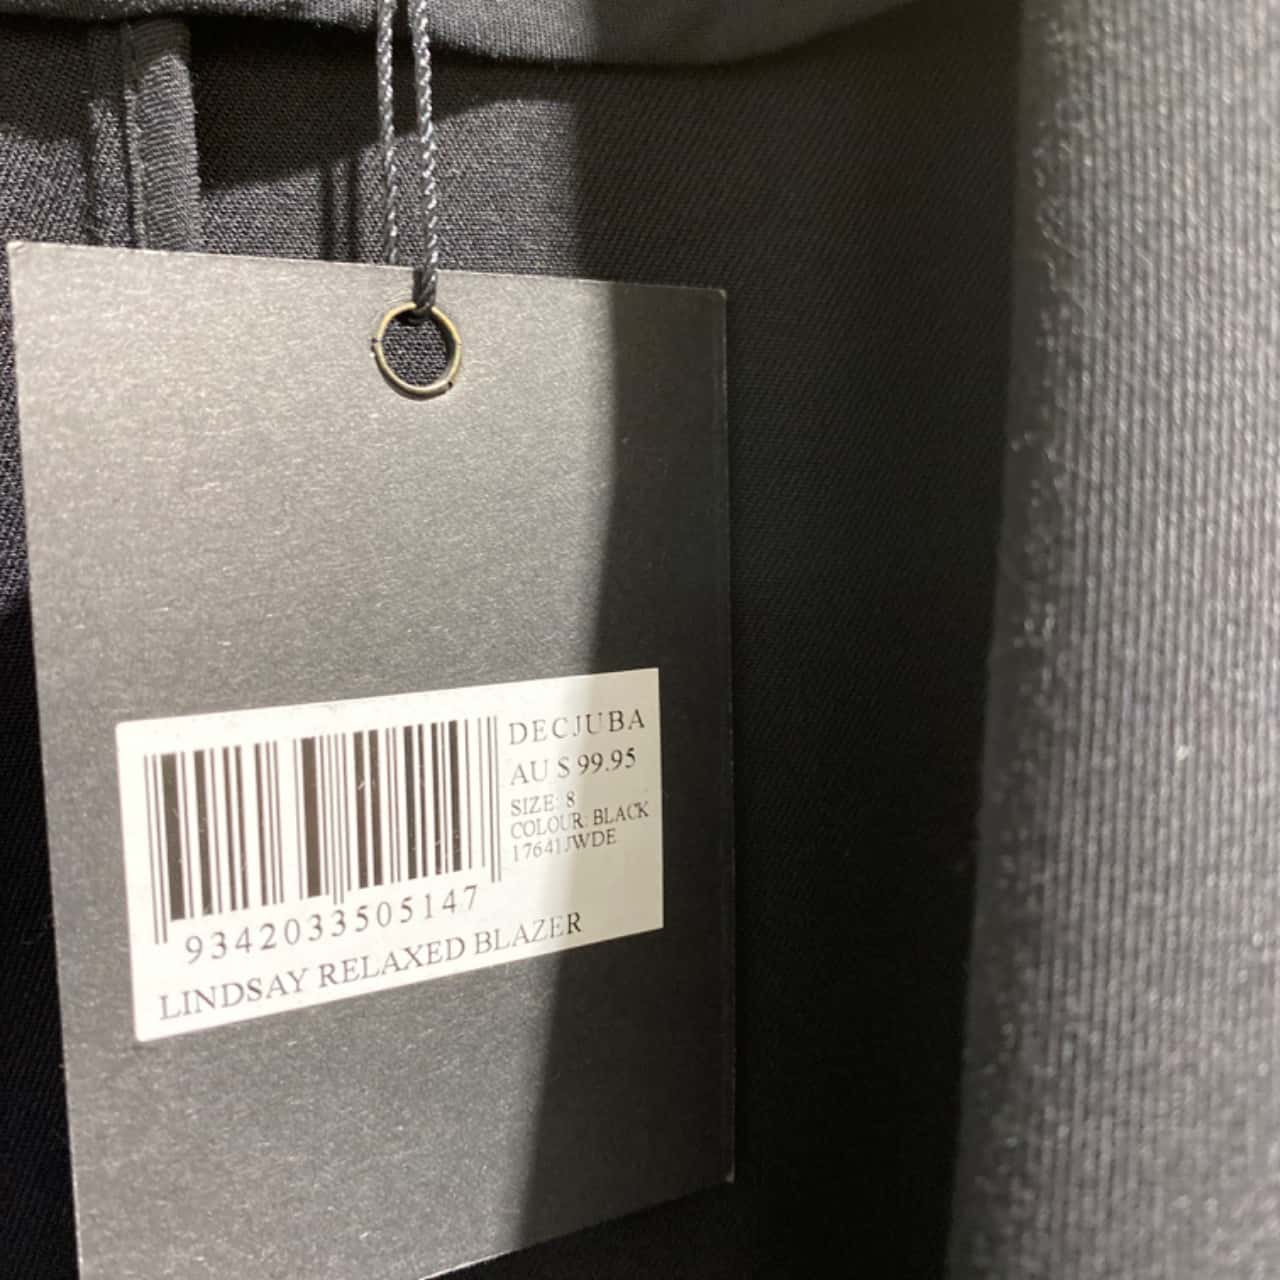 DECJUBA
AU $ 99.95
SIZE: 8
COLOUR: BLACK
17641JWDE
9342033505147
LINDSAY RELAXED BLAZER